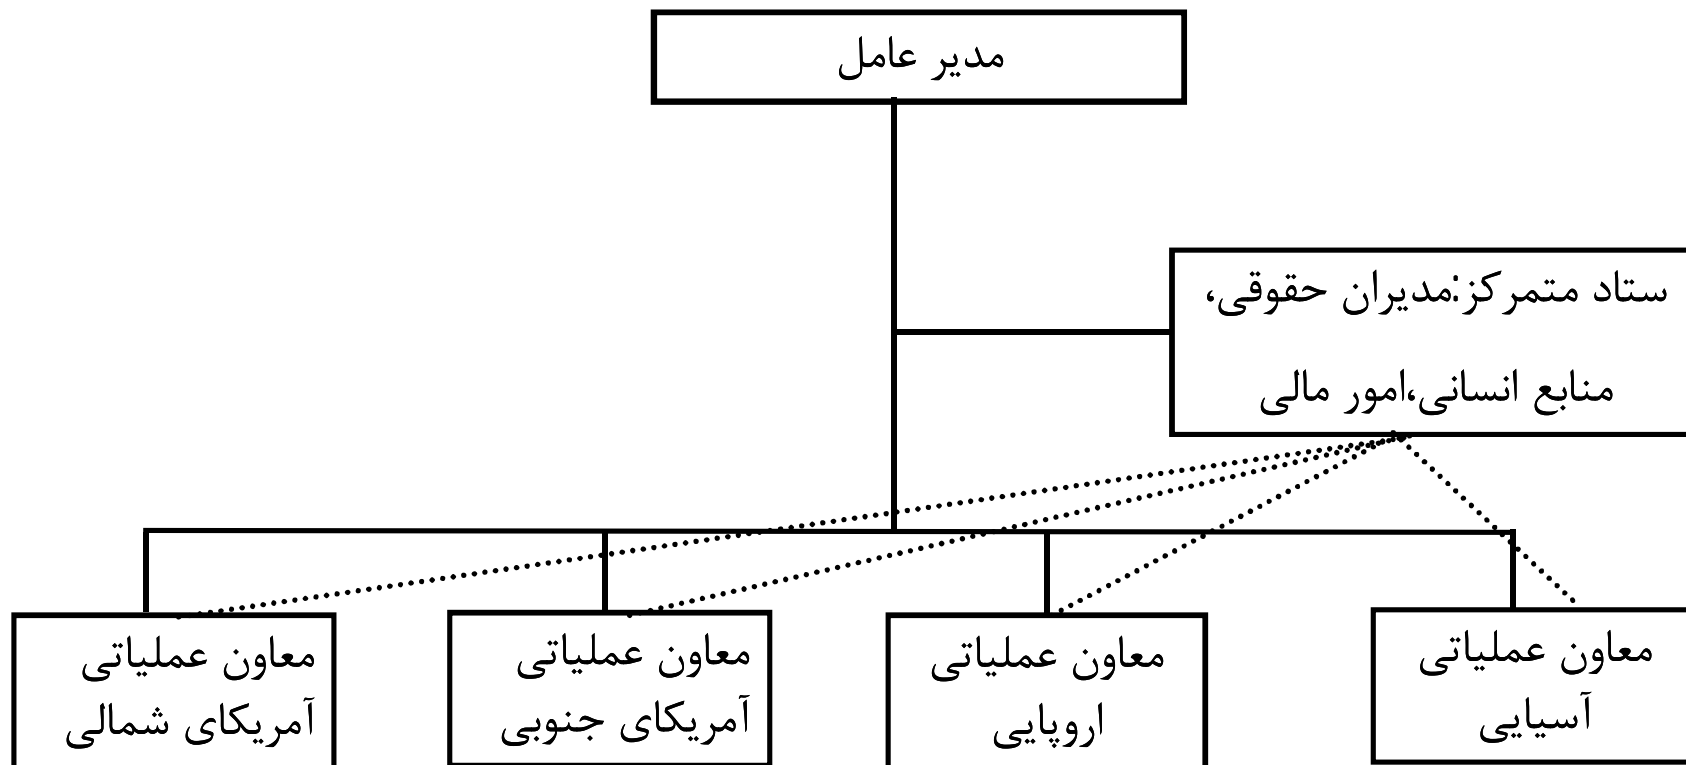 مدیر عامل
ستاد متمرکز:مدیران حقوقی،
منابع انسانی،امور مالی
معاون عملیاتی
آسیایی
معاون عملیاتی
اروپایی
معاون عملیاتی
آمریکای جنوبی
معاون عملیاتی
آمریکای شمالی